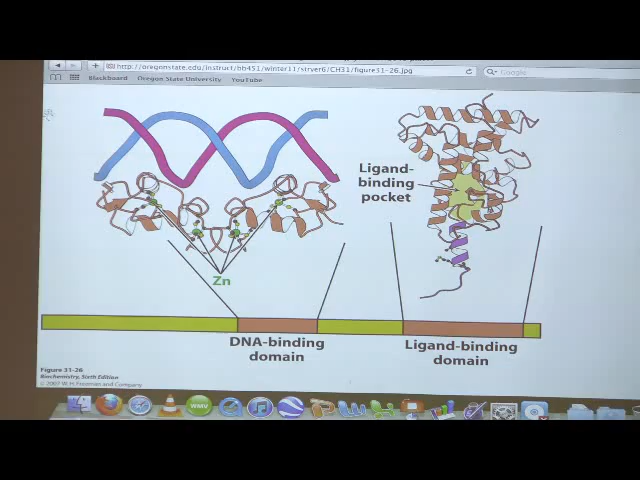 http://oregonstate.edu/instruct/bb451/winter11/stryer6/CH31/figure31-26.jpg
Google
Blackboard
Oregon State University
YouTube
Ligand-
binding
pocket
Zn
DNA-binding
domain
Ligand-binding
domain
Figure 31-26
Biochemistry, Sixth Edition
© 2007 W.H. Freeman and Company
WMV